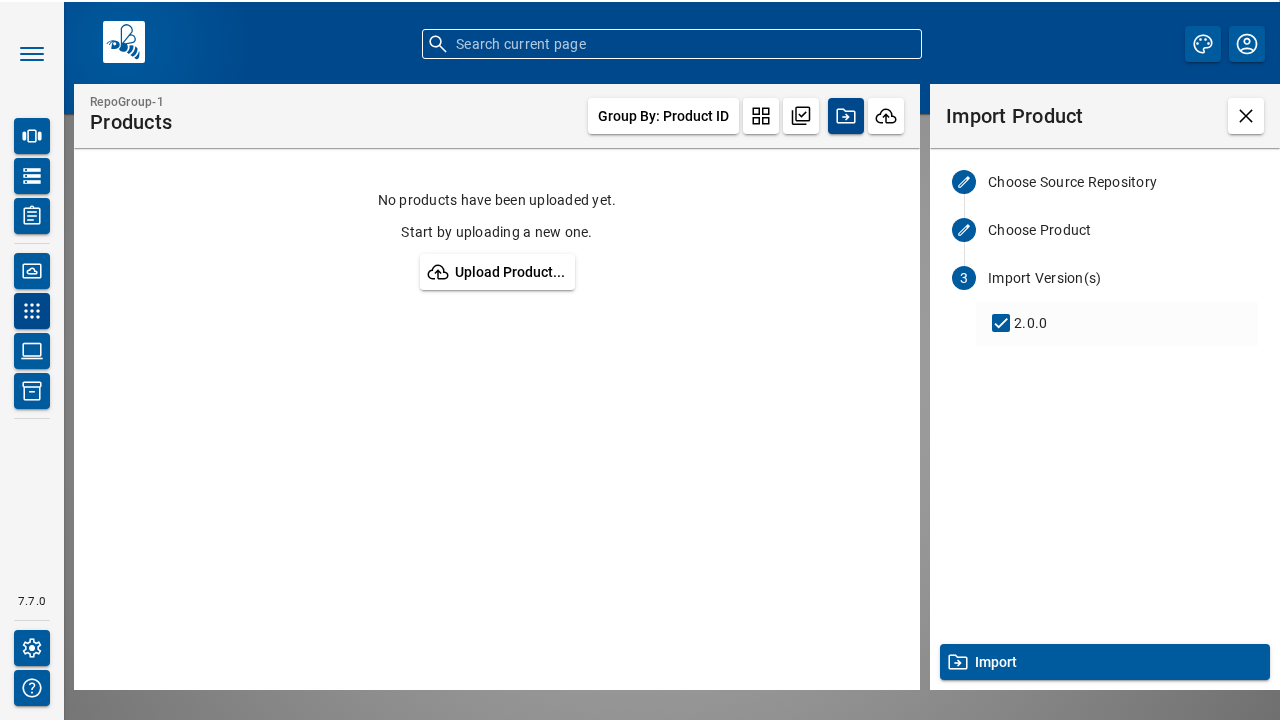 Search current page
RepoGroup-1
Products
Group By: Product ID
Import Product
No products have been uploaded yet.
Start by uploading a new one.
Upload Product...
Choose Source Repository
Choose Product
3 Import Version(s)
2.0.0
Import
7.7.0